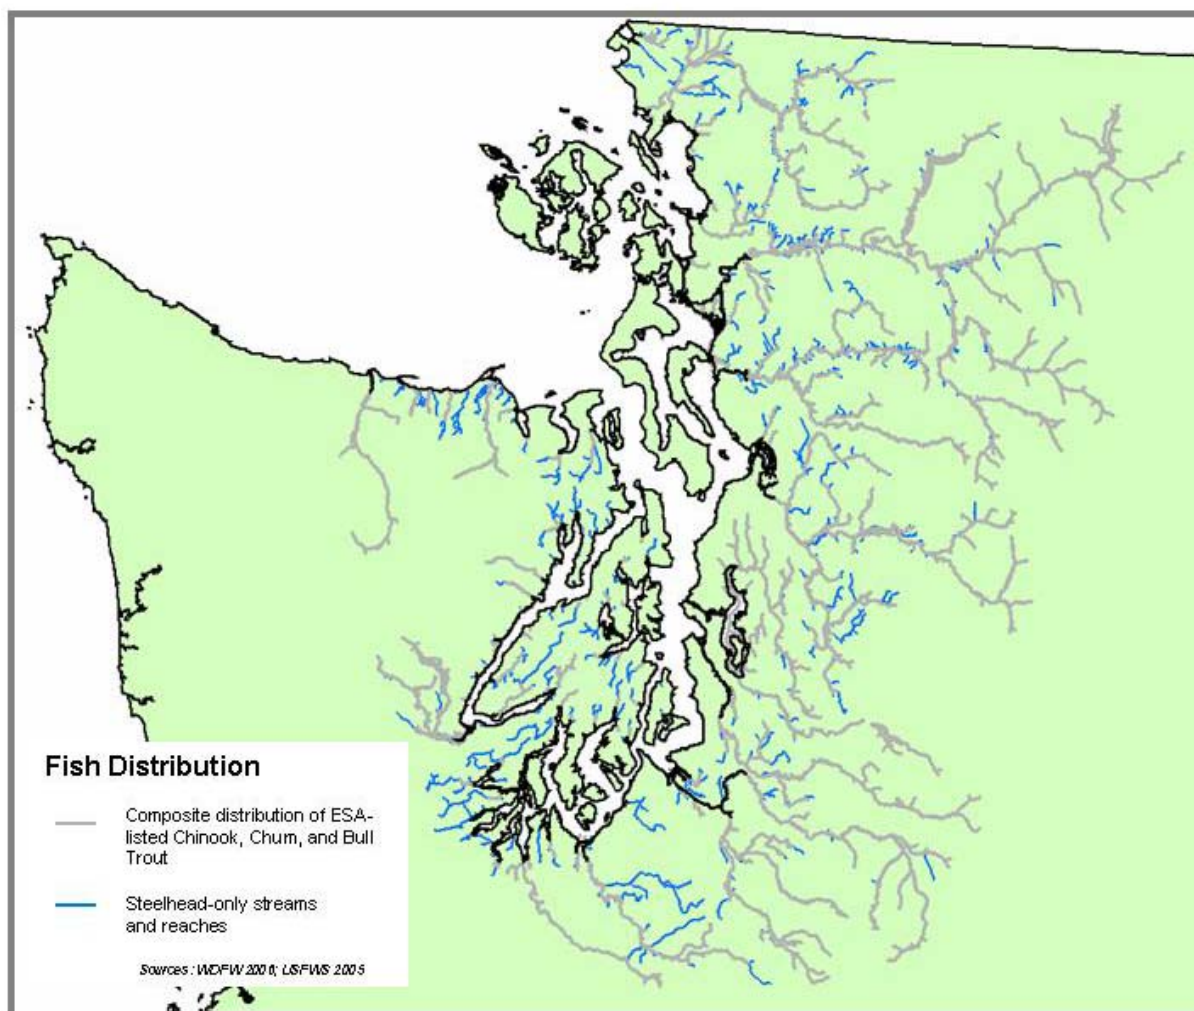 Fish Distribution
Composite distribution of ESA-
listed Chinook, Chum, and Bull
Trout
Steelhead-only streams
and reaches
Sources: WDFW 2006; USFWS 2005